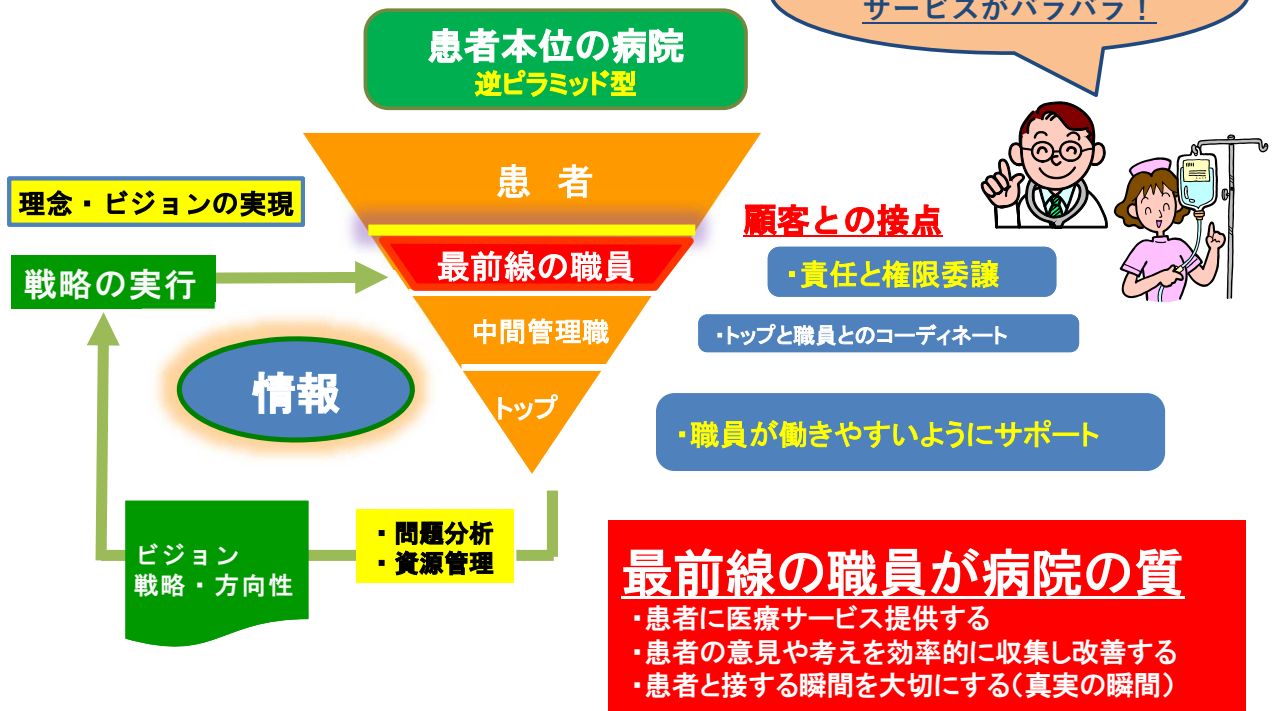 サービスがバラバラ！
患者本位の病院
逆ピラミッド型
患　者
理念・ビジョンの実現
顧客との接点
最前線の職員
・責任と権限委譲
戦略の実行
中間管理職
・トップと職員とのコーディネート
情報
トップ
・職員が働きやすいようにサポート
・問題分析
・資源管理
ビジョン
戦略・方向性
最前線の職員が病院の質
・患者に医療サービス提供する
・患者の意見や考えを効率的に収集し改善する
・患者と接する瞬間を大切にする（真実の瞬間）